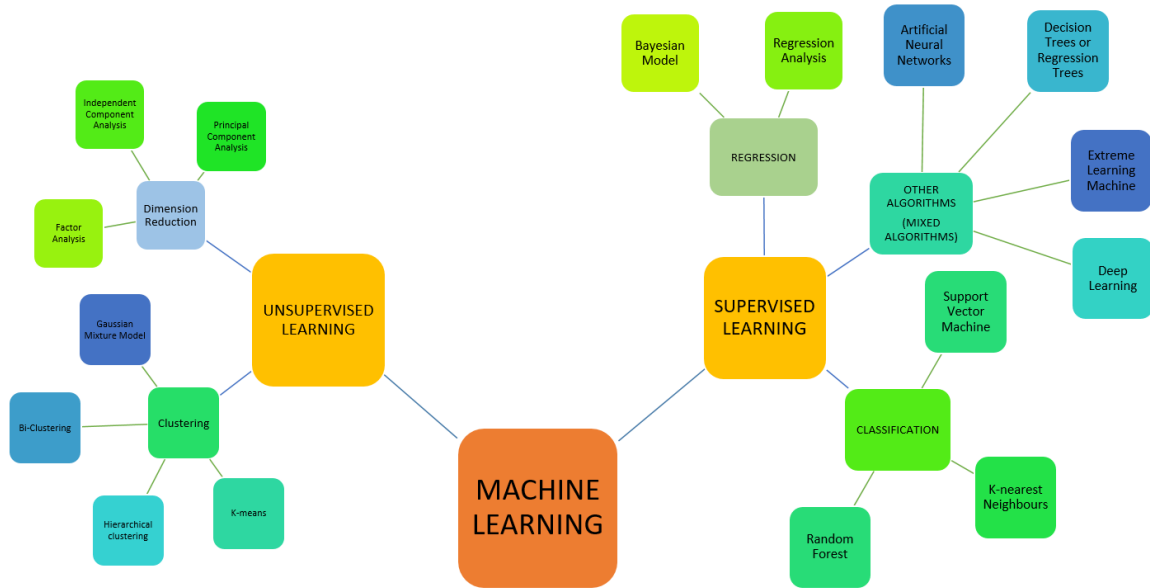 Bayesian
Model
Regression
Analysis
Artificial
Neural
Networks
Decision
Trees or
Regression
Trees
Independent
Component
Analysis
Principal
Component
Analysis
REGRESSION
Extreme
Learning
Machine
Dimension
Reduction
OTHER
ALGORITHMS
(MIXED
ALGORITHMS)
Factor
Analysis
Deep
Learning
UNSUPERVISED
LEARNING
SUPERVISED
LEARNING
Support
Vector
Machine
Gaussian
Mixture Model
Bi-Clustering
Clustering
CLASSIFICATION
MACHINE
LEARNING
K-nearest
Neighbours
Hierarchical
clustering
K-means
Random
Forest